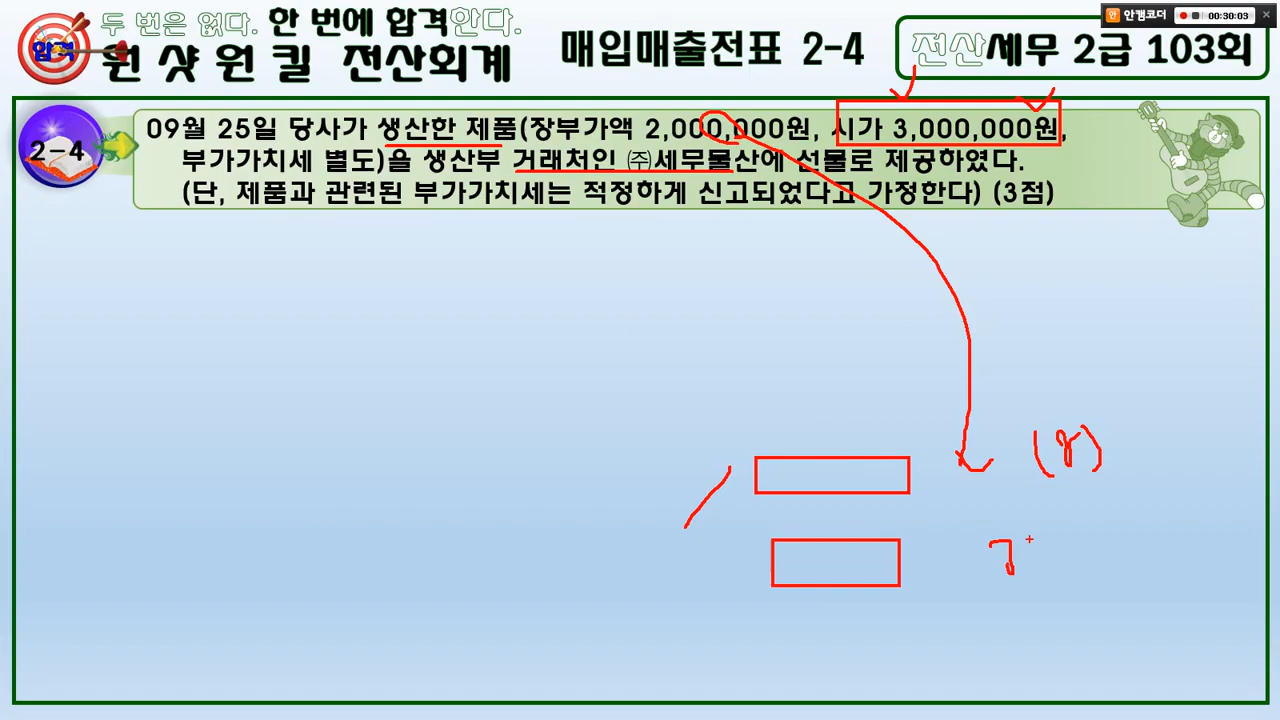 두 번은 없다. 한 번에 합격한다.
합격
원 샷 원 킬 전산회계
매입매출전표 2-4
전산세무 2급 103회
안캠코더
00:30:03
2-4
09월 25일 당사가 생산한 제품(장부가액 2,000,000원, 시가 3,000,000원,
부가가치세 별도)을 생산부 거래처인 ㈜세무물산에 선물로 제공하였다.
(단, 제품과 관련된 부가가치세는 적정하게 신고되었다고 가정한다) (3점)